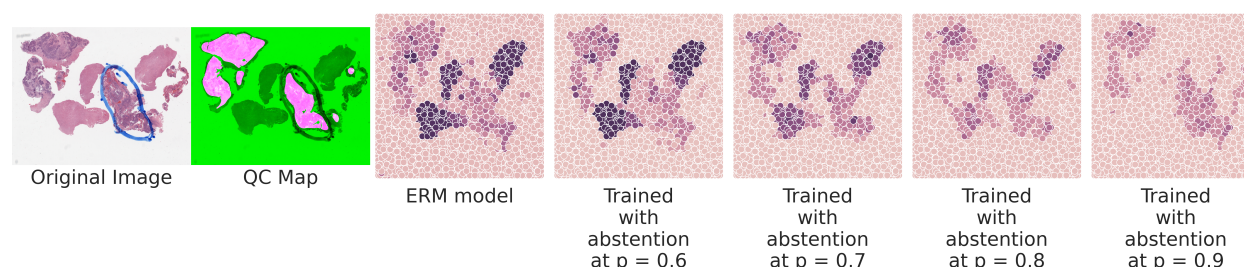 Original Image
QC Map
ERM model
Trained
with
abstention
at p = 0.6
Trained
with
abstention
at p = 0.7
Trained
with
abstention
at p = 0.8
Trained
with
abstention
at p = 0.9